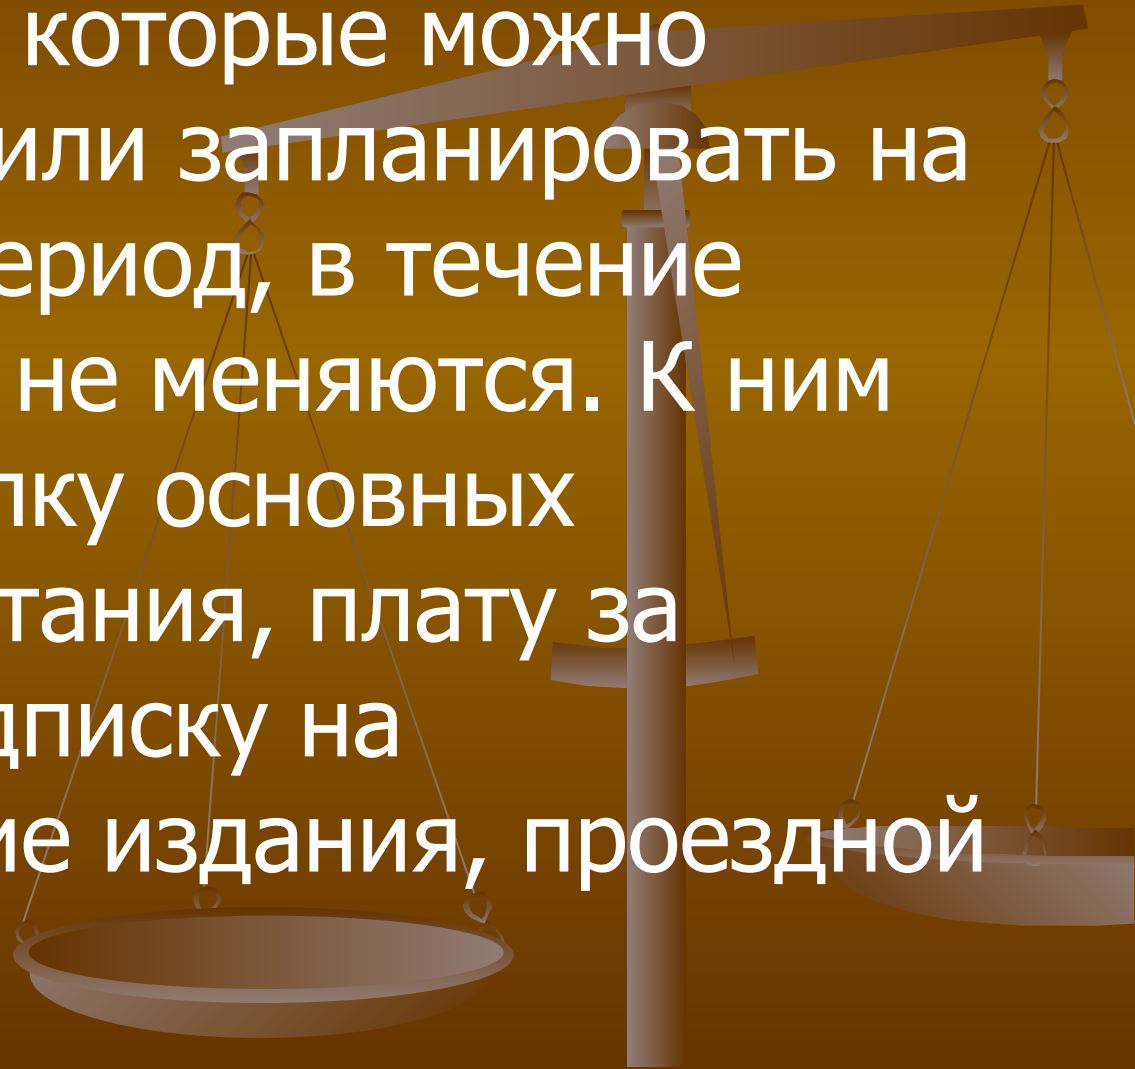 которые можно
или запланировать на
ериод, в течение
не меняются. К ним
пку основных
тания, плату за
дписку на
ие издания, проездной